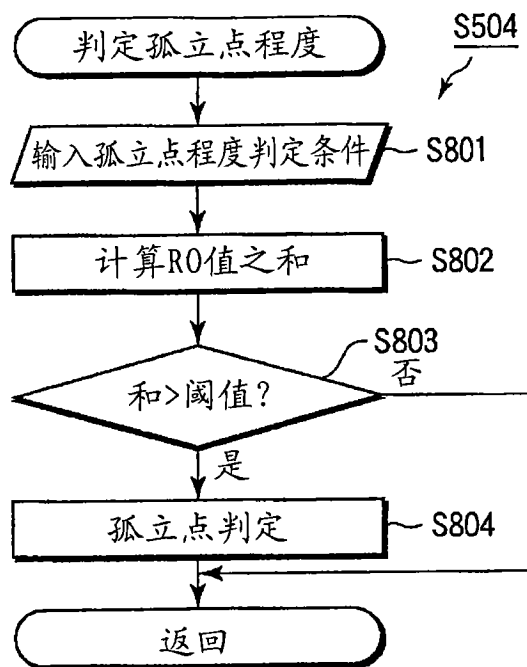 判定孤立点程度
S504
输入孤立点程度判定条件
S801
计算RO值之和
S802
S803
和>阈值?
否
是
孤立点判定
S804
返回